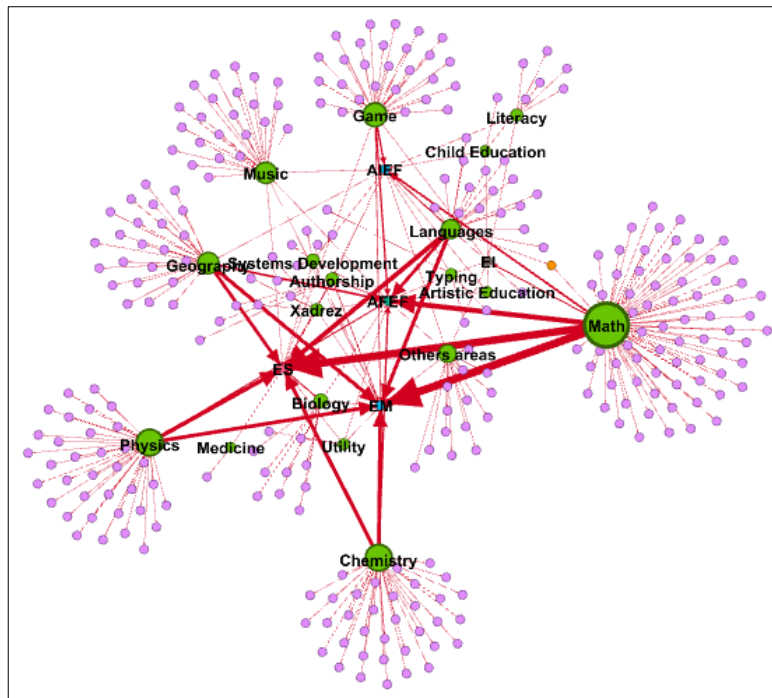 Game
Literacy
Child Education
Music
AIEF
Languages
Geography
Systems Development
EI
Authorship
Typing
Artistic Education
AFEF
Xadrez
Math
Others areas
ES
Biology
EM
Physics
Medicine
Utility
Chemistry